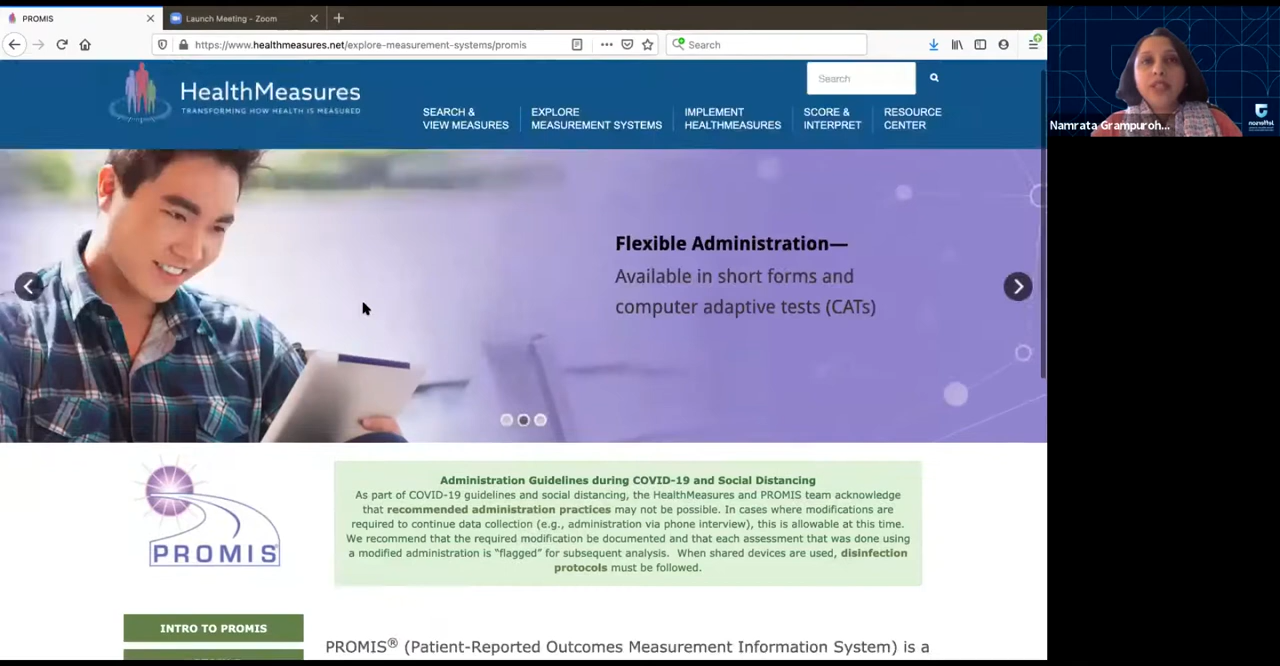 PROMIS
Launch Meeting - Zoom
https://www.healthmeasures.net/explore-measurement-systems/promis
Search
HealthMeasures
TRANSFORMING HOW HEALTH IS MEASURED
Search
SEARCH &
VIEW MEASURES
EXPLORE
MEASUREMENT SYSTEMS
IMPLEMENT
HEALTHMEASURES
SCORE &
INTERPRET
RESOURCE
CENTER
Namrata Grampuroh...
Flexible Administration—
Available in short forms and
computer adaptive tests (CATs)
PROMIS
Administration Guidelines during COVID-19 and Social Distancing
As part of COVID-19 guidelines and social distancing, the HealthMeasures and PROMIS team acknowledge
that recommended administration practices may not be possible. In cases where modifications are
required to continue data collection (e.g., administration via phone interview), this is allowable at this time.
We recommend that the required modification be documented and that each assessment that was done using
a modified administration is “flagged” for subsequent analysis. When shared devices are used, disinfection
protocols must be followed.
INTRO TO PROMIS
PROMIS® (Patient-Reported Outcomes Measurement Information System) is a